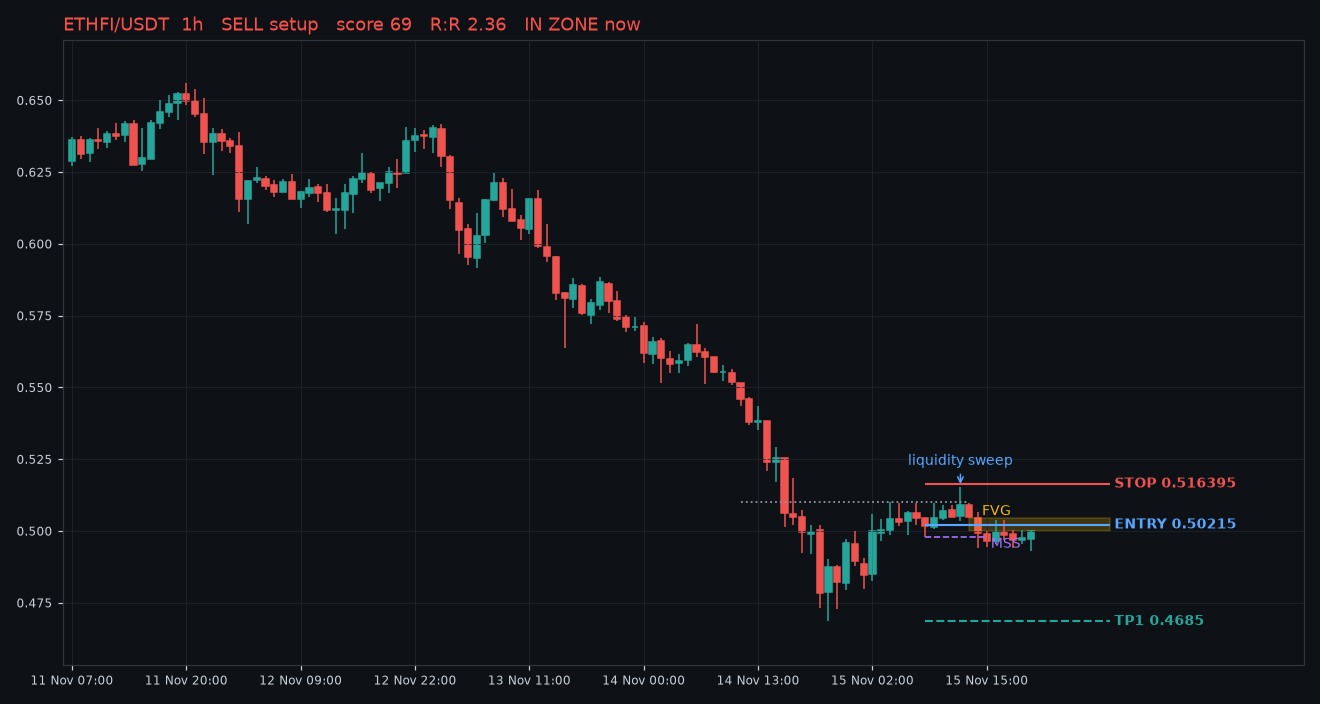 ETHFI/USDT 1h SELL setup score 69 R:R 2.36 IN ZONE now
0.650
0.625
0.600
0.575
0.550
0.525
0.500
0.475
liquidity sweep
STOP 0.516395
FVG
ENTRY 0.50215
MSS
TP1 0.4685
11 Nov 07:00
11 Nov 20:00
12 Nov 09:00
12 Nov 22:00
13 Nov 11:00
14 Nov 00:00
14 Nov 13:00
15 Nov 02:00
15 Nov 15:00